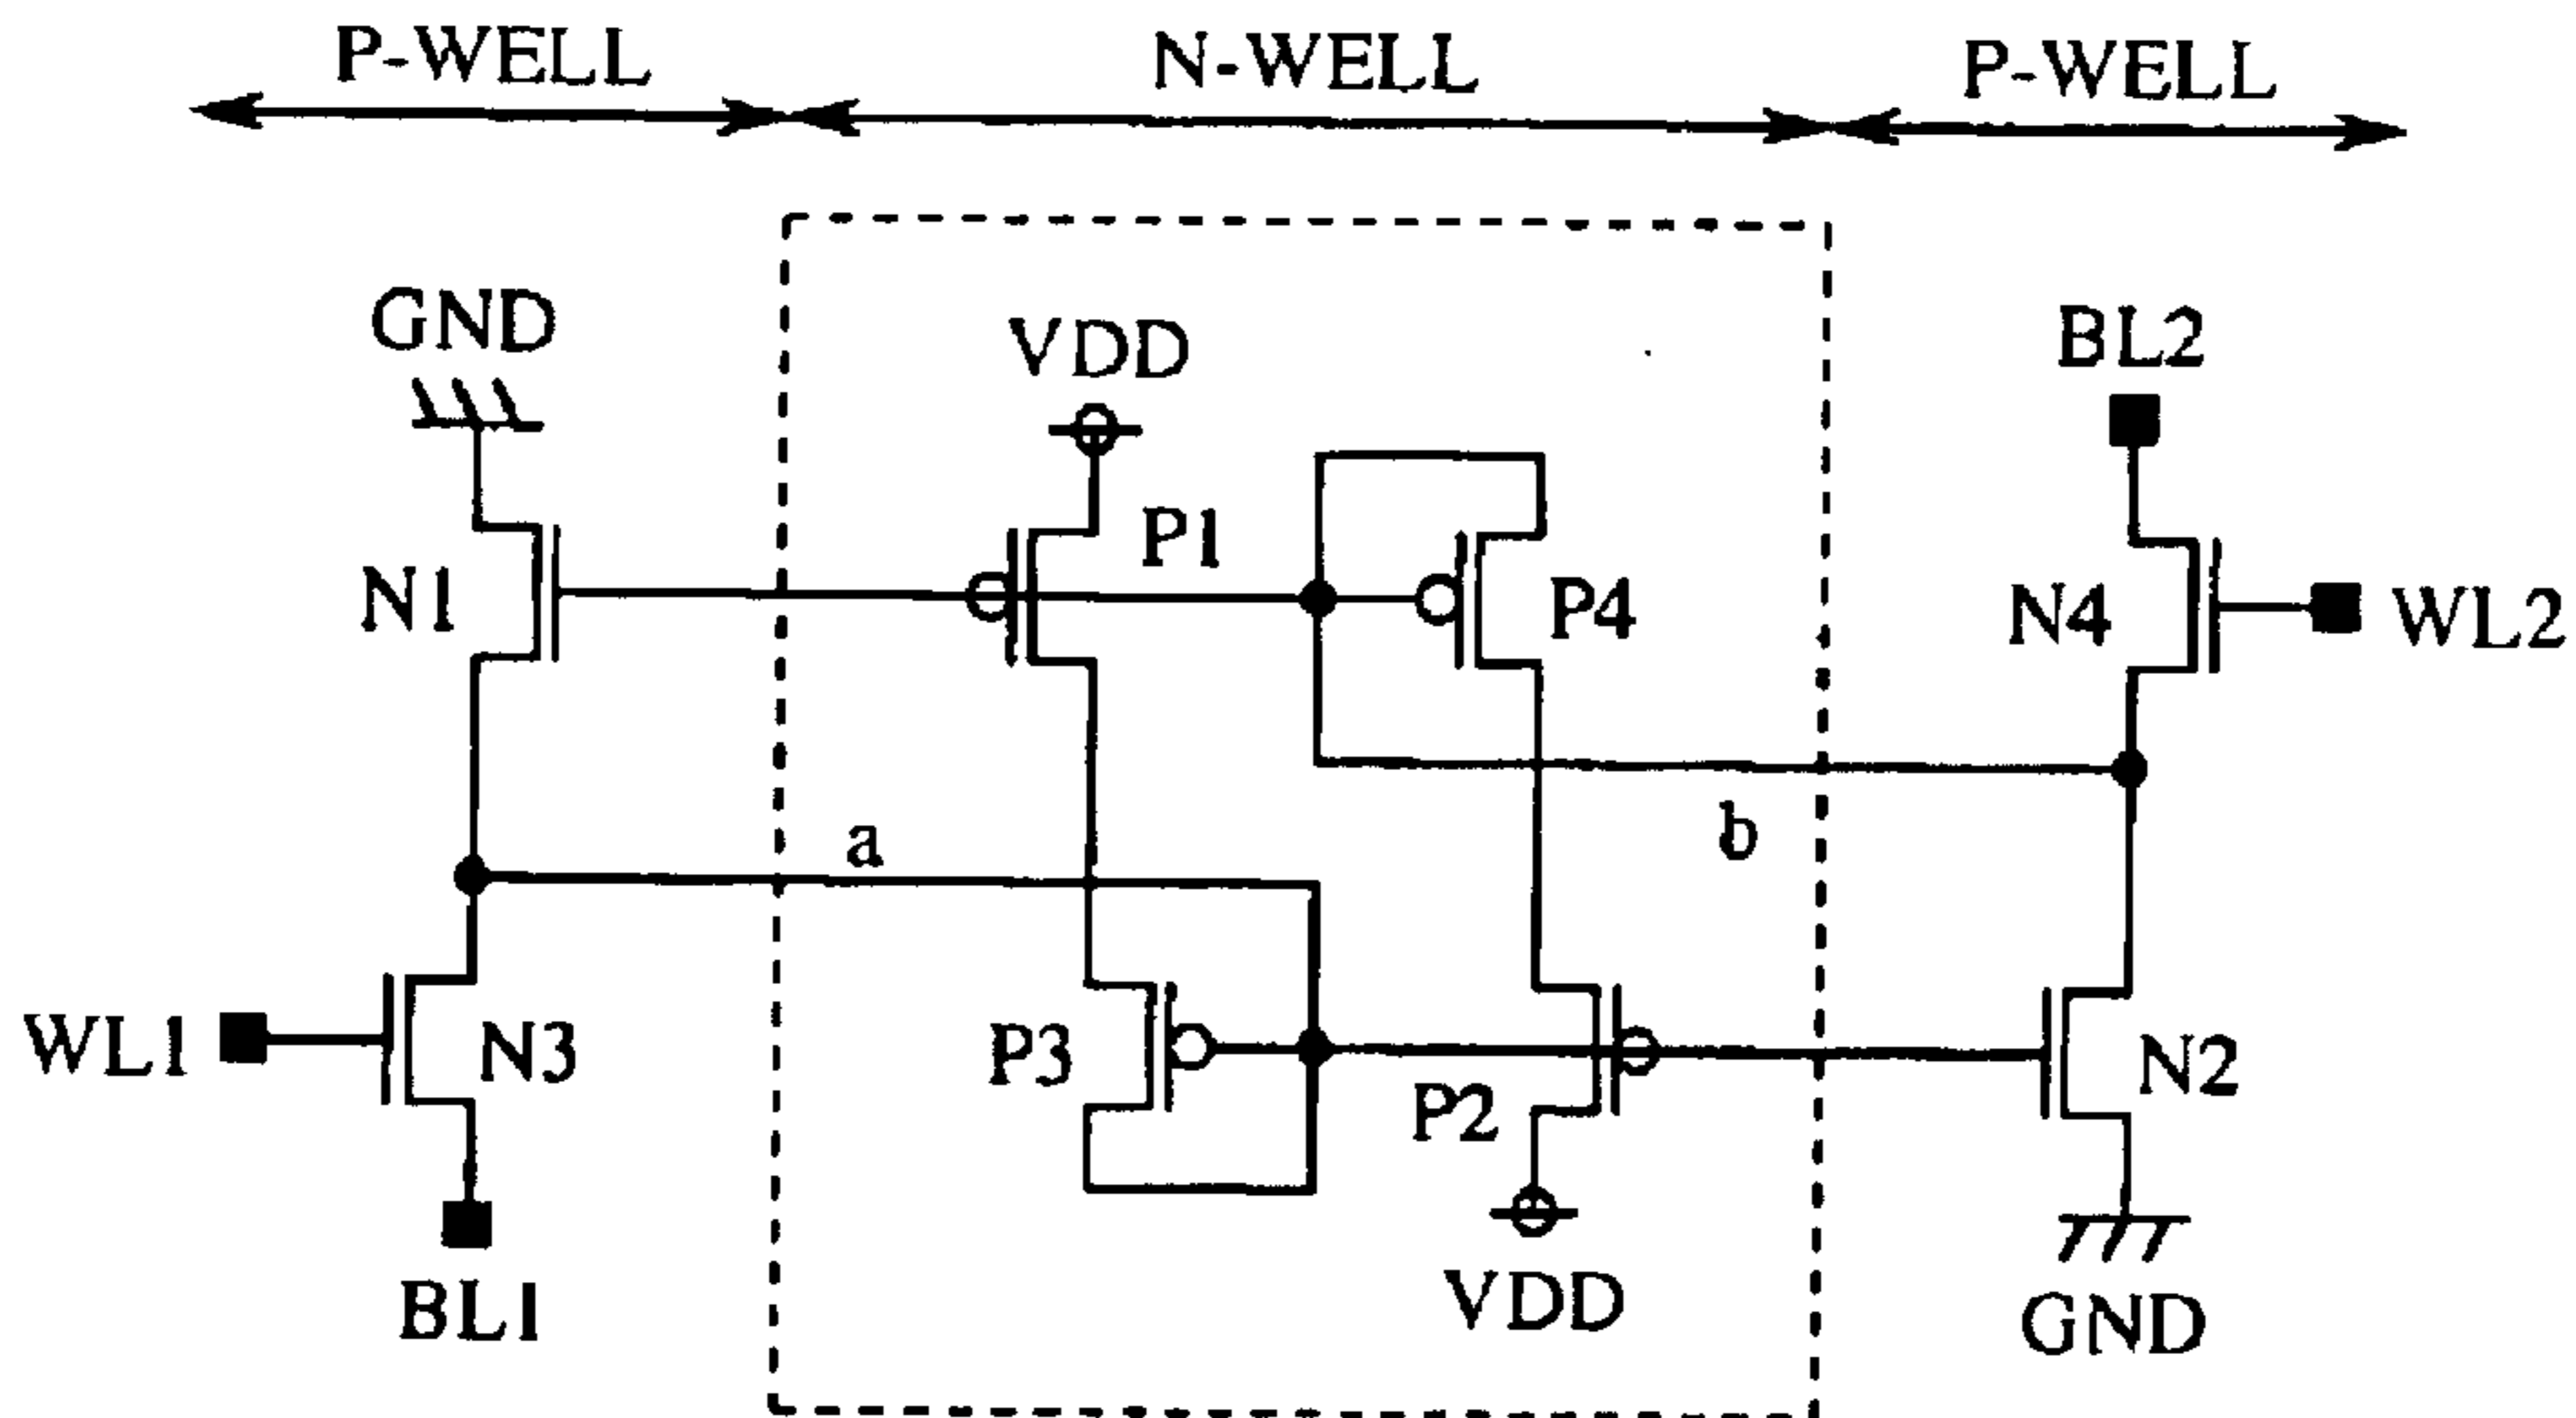 P-WELL N-WELL P-WELL
GND
VDD
BL2
P1
N1
P4
N4
WL2
a
b
WL1
N3
P3
P2
N2
BL1
VDD
GND